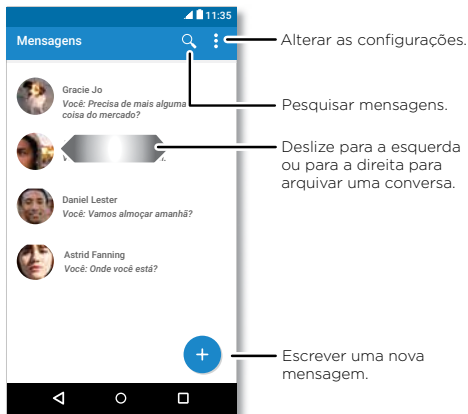 11:35
Mensagens
Alterar as configurações.
Pesquisar mensagens.
Gracie Jo
Você: Precisa de mais alguma
coisa do mercado?
Deslize para a esquerda
ou para a direita para
arquivar uma conversa.
Daniel Lester
Você: Vamos almoçar amanhã?
Astrid Fanning
Você: Onde você está?
Escrever uma nova
mensagem.